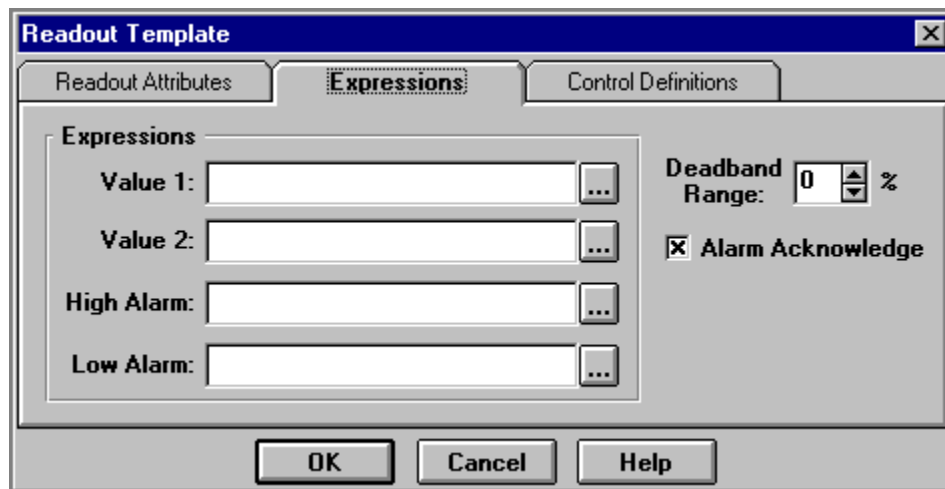 Readout Template
Readout Attributes
Expressions
Control Definitions
Expressions
Value 1:
...
Value 2:
...
High Alarm:
...
Low Alarm:
...
Deadband
Range:
0
%
Alarm Acknowledge
OK
Cancel
Help